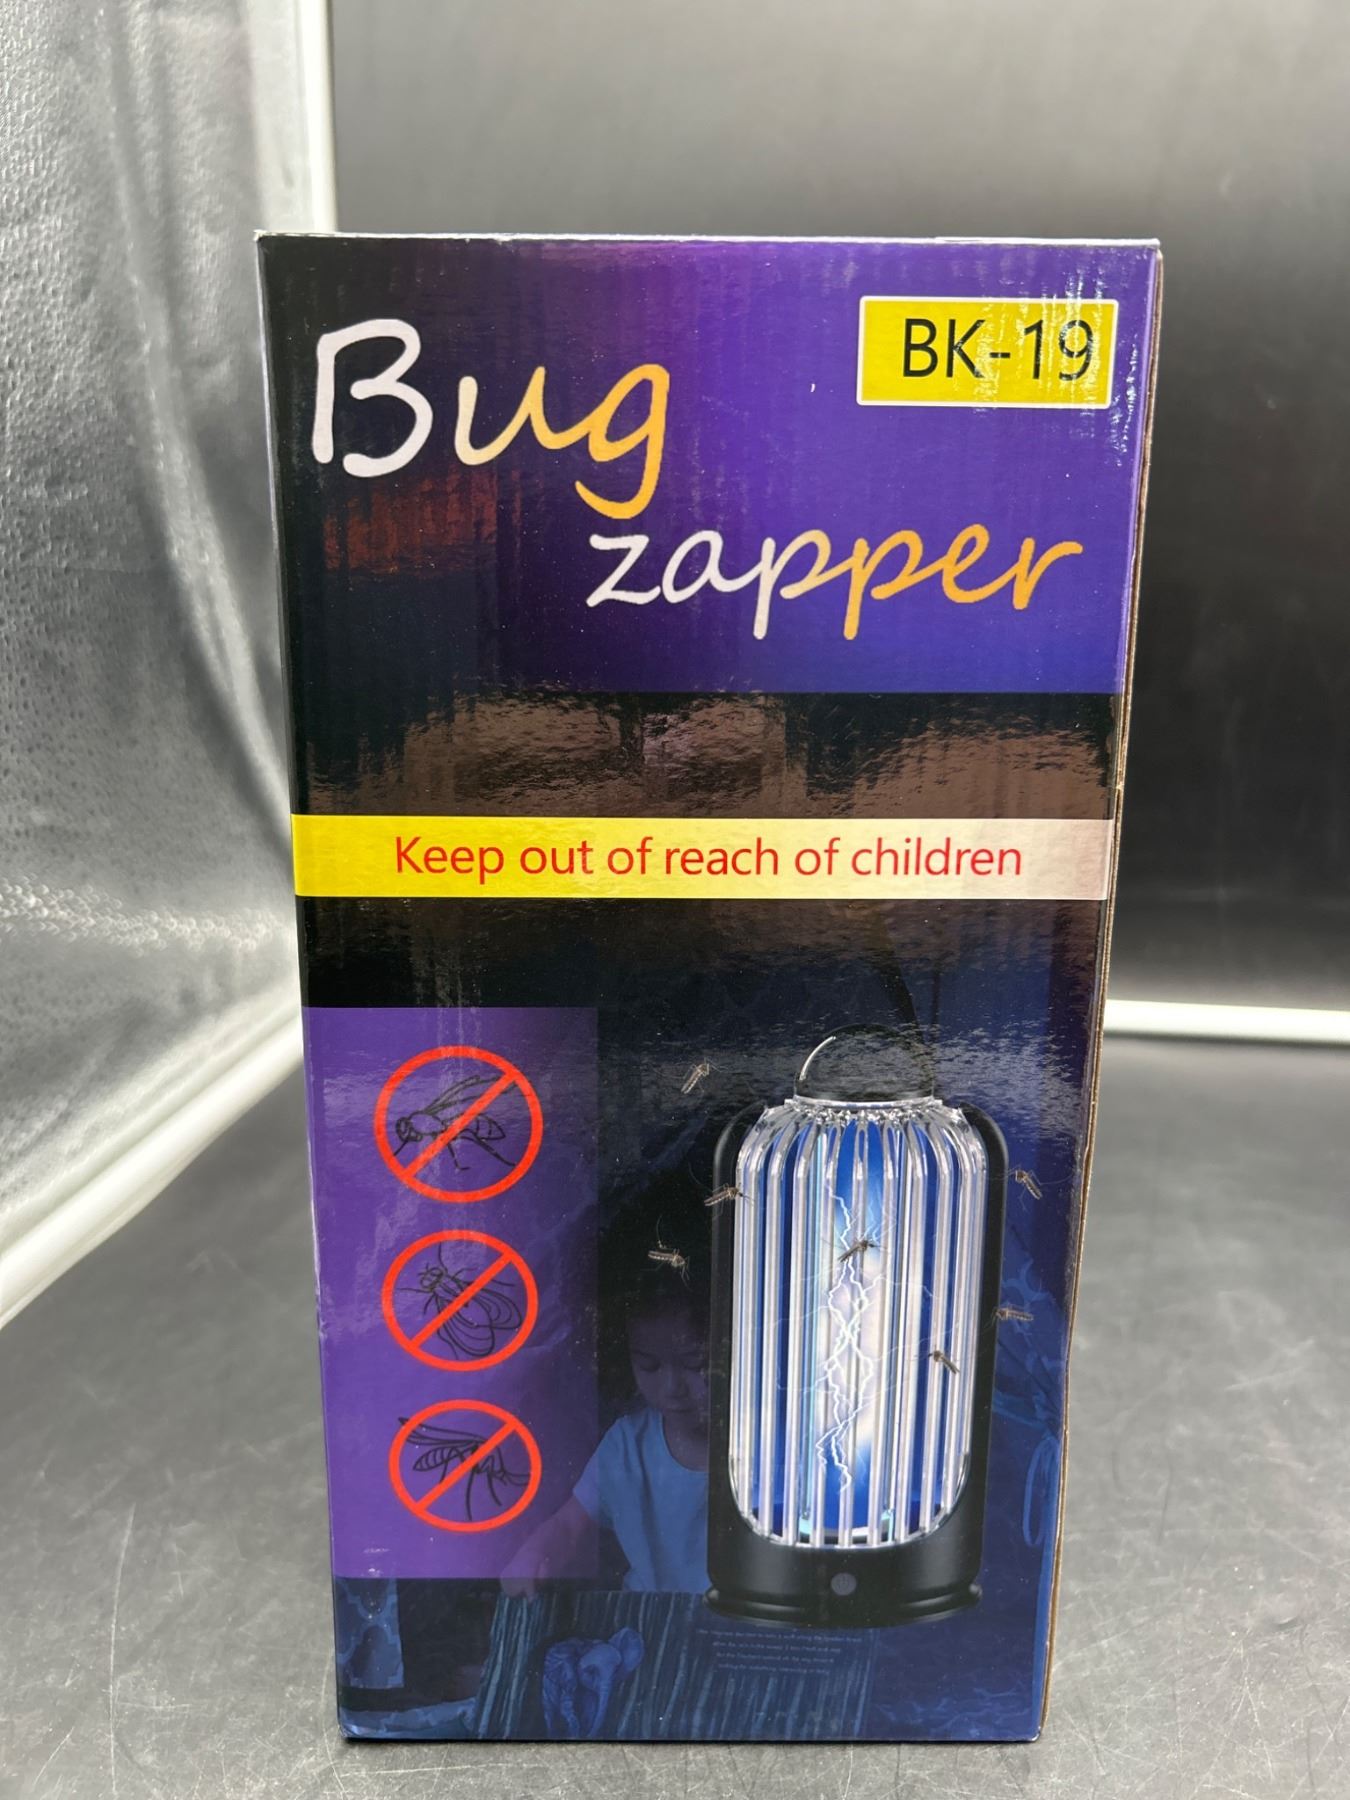 BK-19
Bug
zapper
Keep out of reach of children